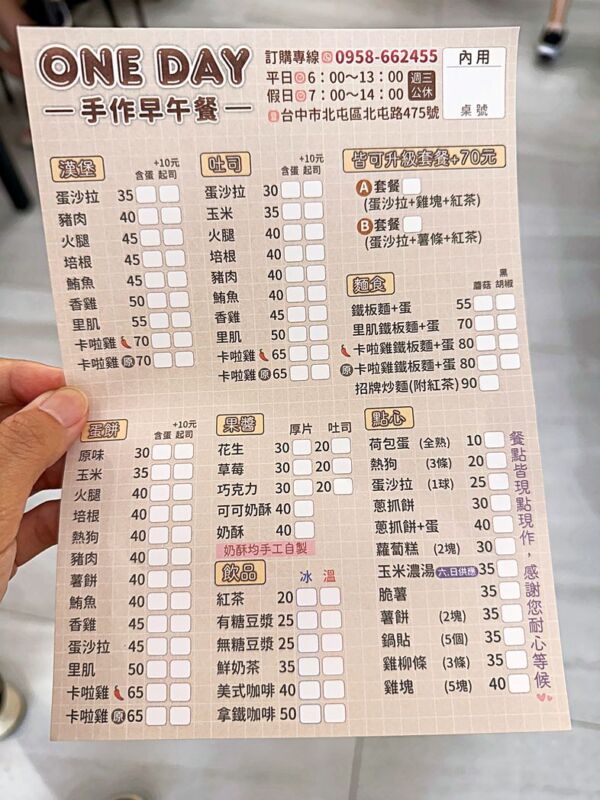 ONE DAY
手作早午餐
訂購專線 0958-662455
平日 6：00～13：00
假日 7：00～14：00
週三公休
台中市北屯區北屯路475號
內用
桌號
漢堡 含蛋 +10元起司
蛋沙拉 35
豬肉 40
火腿 45
培根 45
鮪魚 45
香雞 50
里肌 55
卡啦雞 70
卡啦雞 原 70
吐司 含蛋 +10元起司
蛋沙拉 30
玉米 35
火腿 40
培根 40
豬肉 40
鮪魚 40
香雞 45
里肌 50
卡啦雞 65
卡啦雞 原 65
皆可升級套餐+70元
A 套餐
(蛋沙拉+雞塊+紅茶)
B 套餐
(蛋沙拉+薯條+紅茶)
麵食 蘑菇 黑胡椒
鐵板麵+蛋 55
里肌鐵板麵+蛋 70
卡啦雞鐵板麵+蛋 80
原 卡啦雞鐵板麵+蛋 80
招牌炒麵(附紅茶) 90
蛋餅 含蛋 +10元起司
原味 30
玉米 35
火腿 40
培根 40
熱狗 40
豬肉 40
薯餅 40
鮪魚 40
香雞 45
蛋沙拉 45
里肌 50
卡啦雞 65
卡啦雞 原 65
果醬 厚片 吐司
花生 30 20
草莓 30 20
巧克力 30 20
可可奶酥 40
奶酥 40
奶酥均手工自製
飲品 冰 溫
紅茶 20
有糖豆漿 25
無糖豆漿 25
鮮奶茶 35
美式咖啡 40
拿鐵咖啡 50
點心
荷包蛋 (全熟) 10
熱狗 (3條) 20
蛋沙拉 (1球) 25
蔥抓餅 30
蔥抓餅+蛋 40
蘿蔔糕 (2塊) 30
玉米濃湯 六.日供應 35
脆薯 35
薯餅 (2塊) 35
鍋貼 (5個) 35
雞柳條 (3條) 35
雞塊 (5塊) 40
餐點皆現點現作，感謝您耐心等候